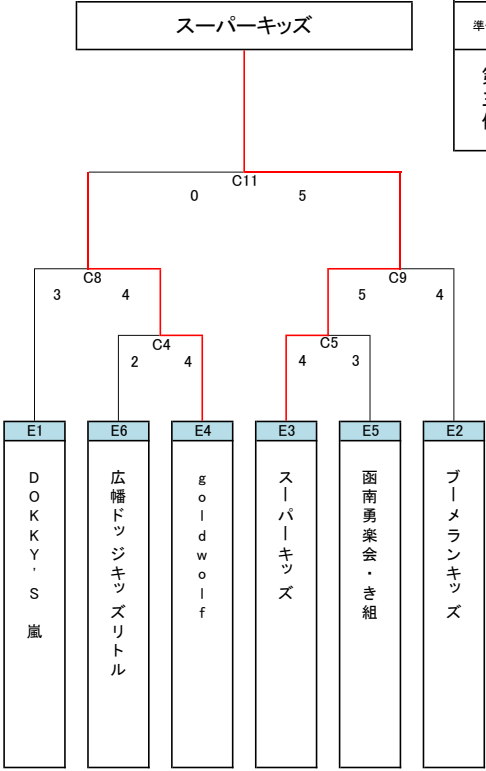 スーパーキッズ
準
C11
0 5
C8 C9
3 4 5 4
C4 C5
2 4 4 3
E1 E6 E4 E3 E5 E2
DOKKY'S 嵐
広幡ドッジキッズリトル
goldwolf
スーパーキッズ
函南勇楽会・き組
ブーメランキッズ